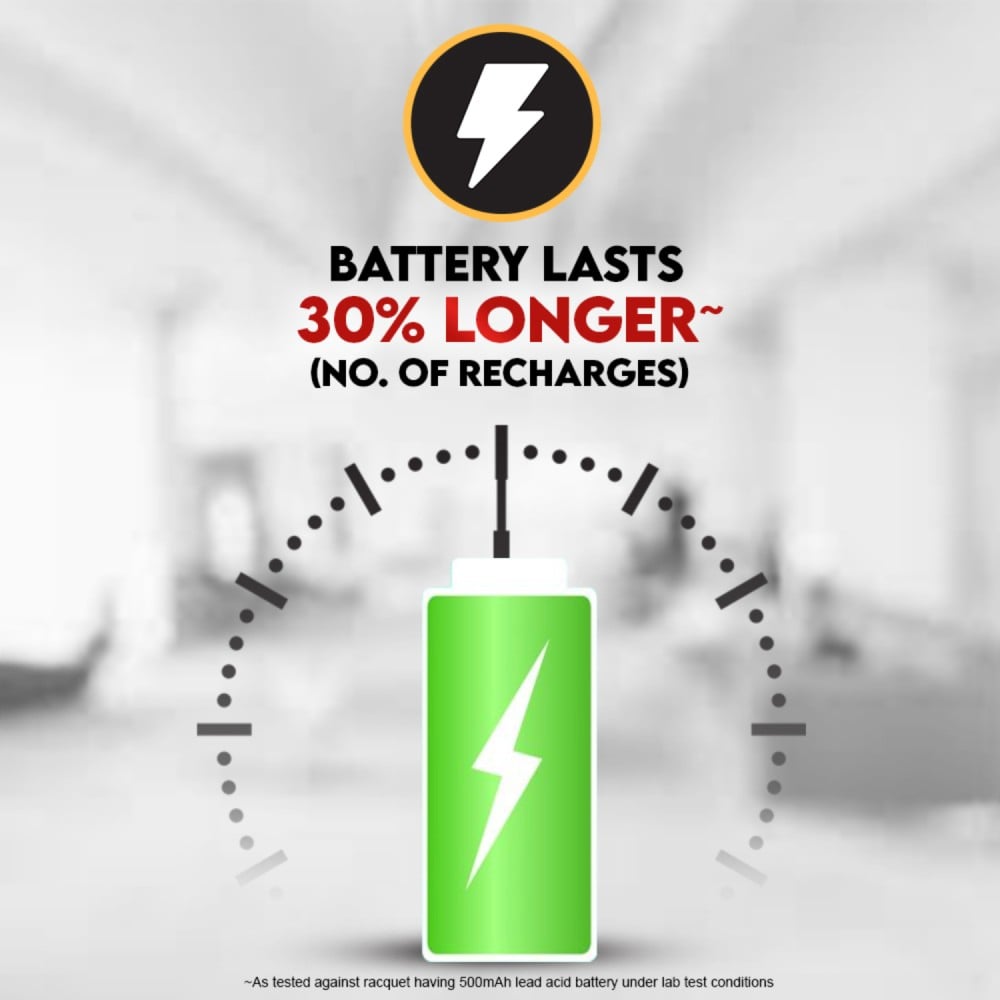 BATTERY LASTS
30% LONGER~
(NO. OF RECHARGES)
~As tested against racquet having 500mAh lead acid battery under lab test conditions